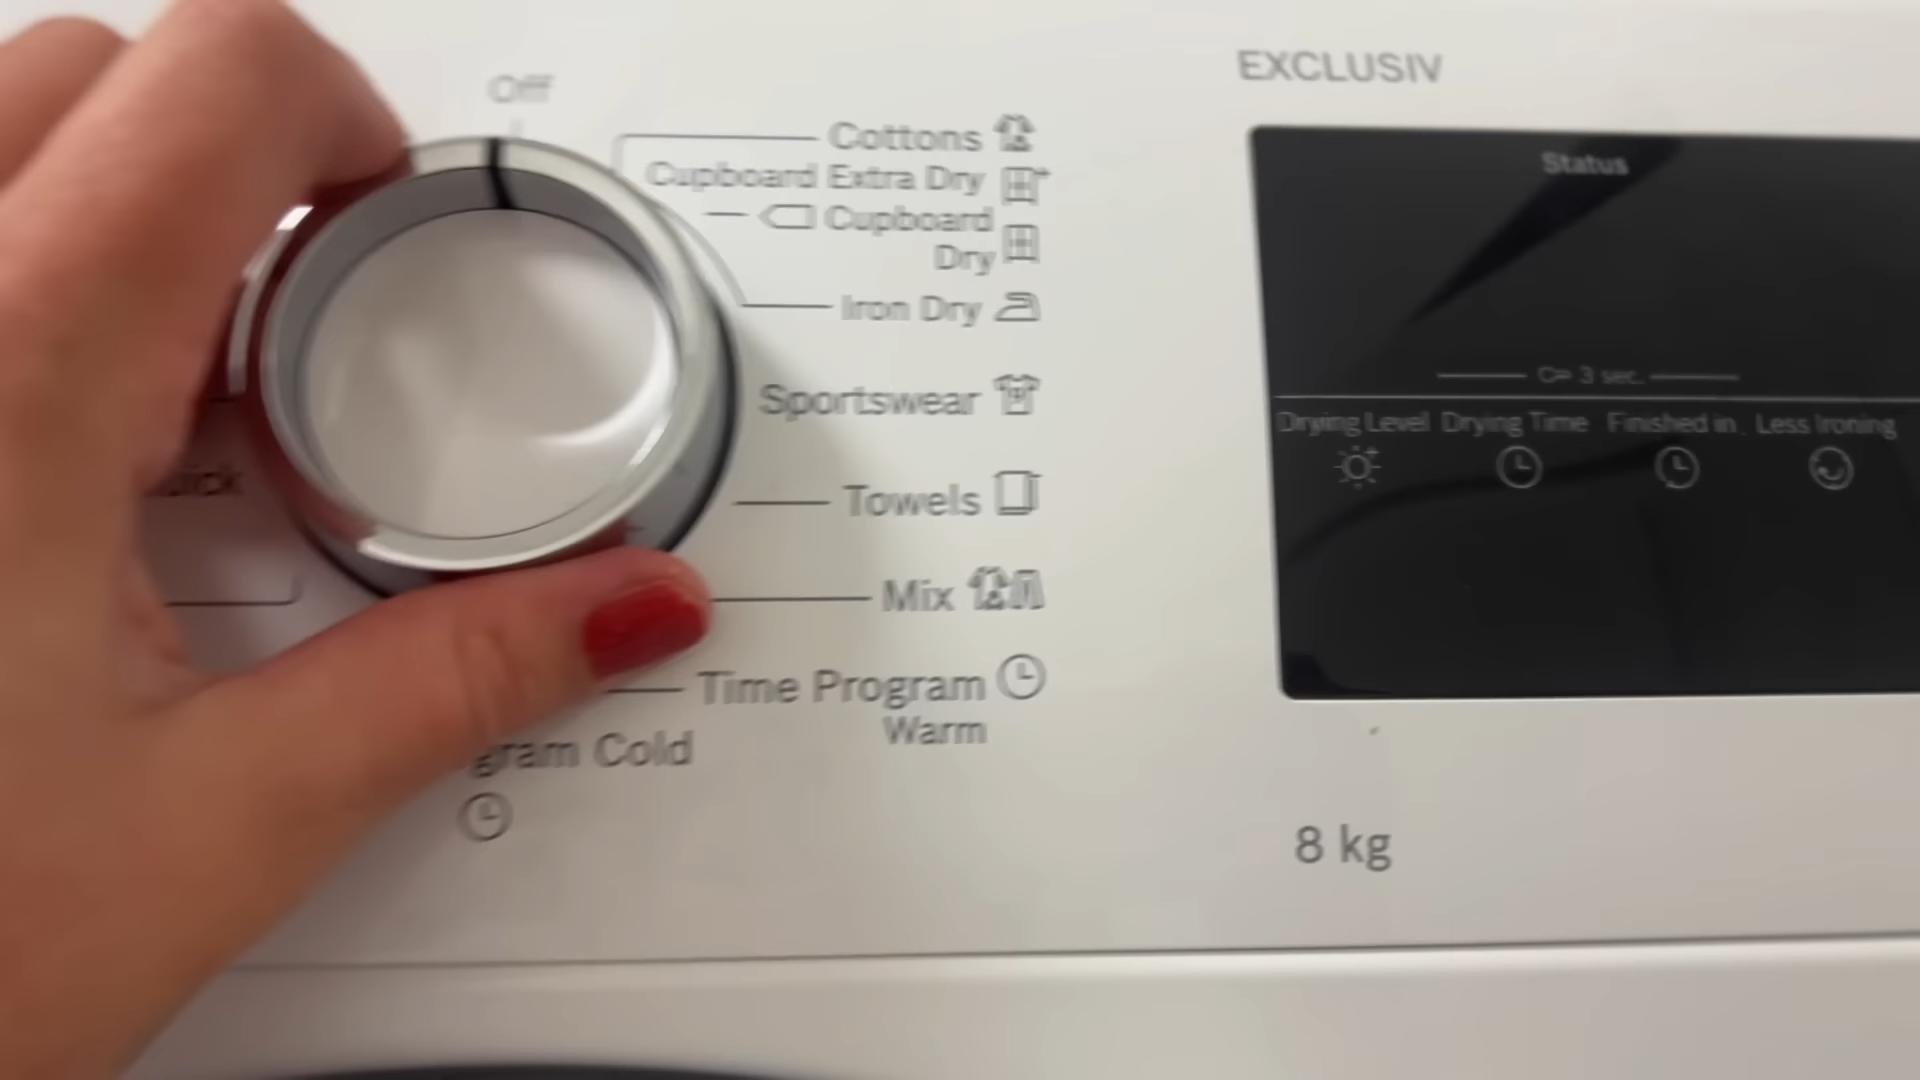 Off
EXCLUSIV
Cottons
Cupboard Extra Dry
Cupboard
Dry
Iron Dry
Sportswear
Towels
Mix
Time Program
Warm
gram Cold
Status
3 sec.
Drying Level Drying Time Finished in Less Ironing
8 kg